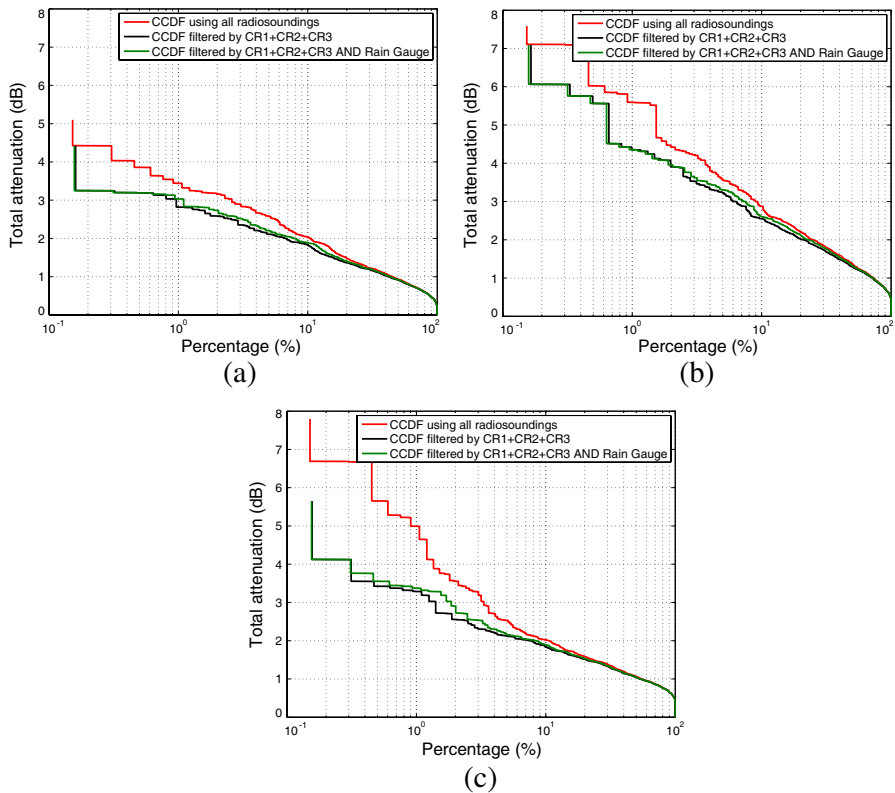 8
7
6
5
4
3
2
1
0
Total attenuation (dB)
CCDF using all radiosoundings
CCDF filtered by CR1+CR2+CR3
CCDF filtered by CR1+CR2+CR3 AND Rain Gauge
10^-1 10^0 10^1 10^2
Percentage (%)
(a)
8
7
6
5
4
3
2
1
0
Total attenuation (dB)
CCDF using all radiosoundings
CCDF filtered by CR1+CR2+CR3
CCDF filtered by CR1+CR2+CR3 AND Rain Gauge
10^-1 10^0 10^1 10^2
Percentage (%)
(b)
8
7
6
5
4
3
2
1
0
Total attenuation (dB)
CCDF using all radiosoundings
CCDF filtered by CR1+CR2+CR3
CCDF filtered by CR1+CR2+CR3 AND Rain Gauge
10^-1 10^0 10^1 10^2
Percentage (%)
(c)